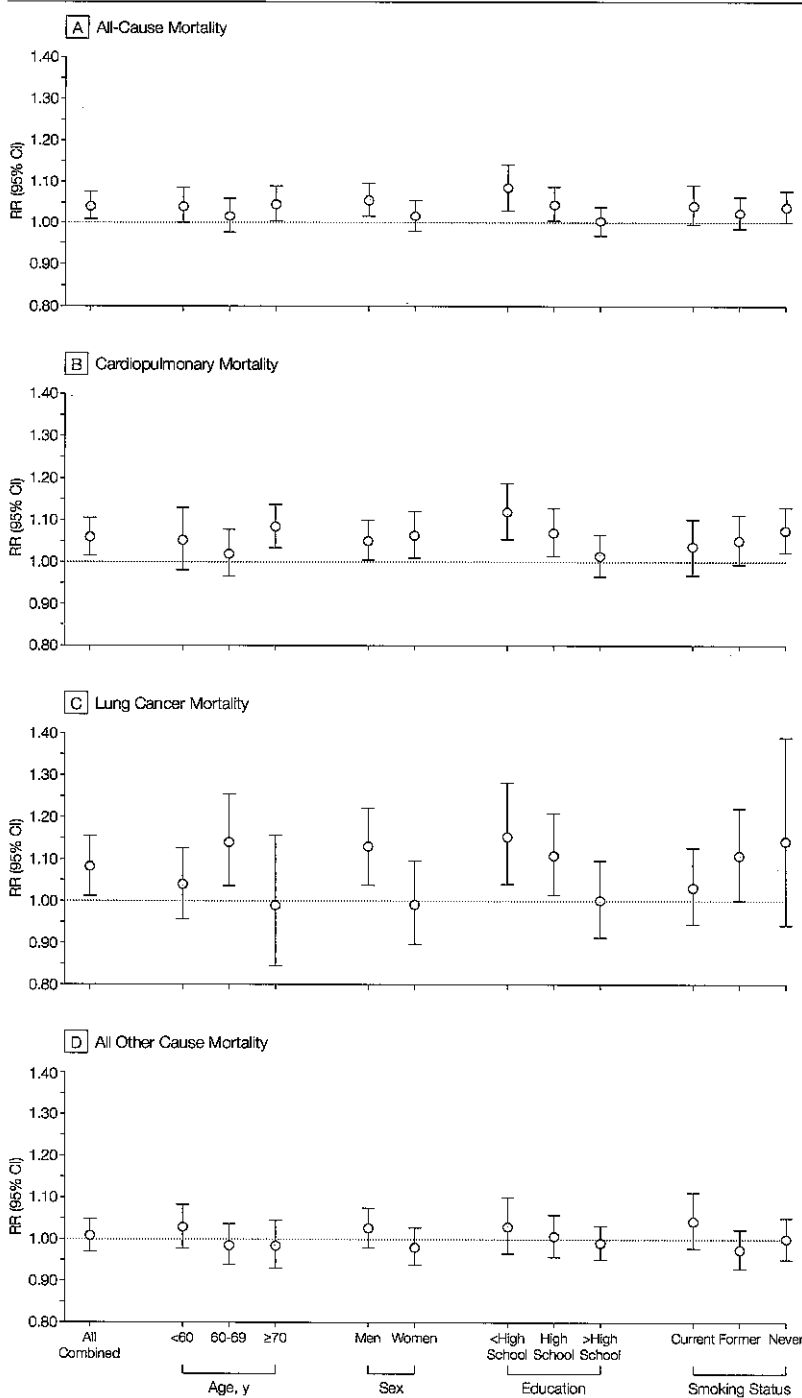 A All-Cause Mortality
1.40
1.30
1.20
1.10
1.00
0.90
0.80
RR (95% CI)
B Cardiopulmonary Mortality
1.40
1.30
1.20
1.10
1.00
0.90
0.80
RR (95% CI)
C Lung Cancer Mortality
1.40
1.30
1.20
1.10
1.00
0.90
0.80
RR (95% CI)
D All Other Cause Mortality
1.40
1.30
1.20
1.10
1.00
0.90
0.80
RR (95% CI)
All Combined
<60 60-69 ≥70
Age, y
Men Women
Sex
<High School
High School
>High School
Education
Current Former Never
Smoking Status